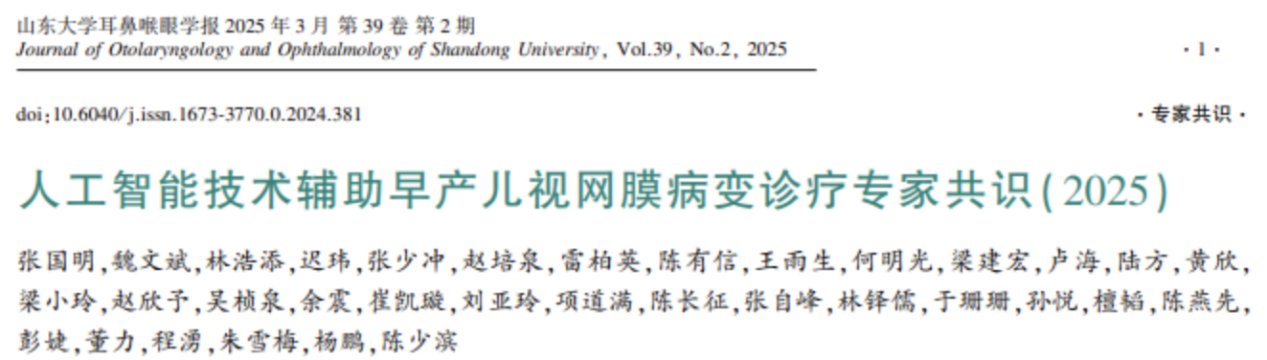 山东大学耳鼻喉眼学报 2025 年 3 月 第 39 卷 第 2 期
Journal of Otolaryngology and Ophthalmology of Shandong University, Vol.39, No.2, 2025 ·1·
doi:10.6040/j.issn.1673-3770.0.2024.381 ·专家共识·
人工智能技术辅助早产儿视网膜病变诊疗专家共识(2025)
张国明,魏文斌,林浩添,迟玮,张少冲,赵培泉,雷柏英,陈有信,王雨生,何明光,梁建宏,卢海,陆方,黄欣,
梁小玲,赵欣予,吴桢泉,余震,崔凯璇,刘亚玲,项道满,陈长征,张自峰,林铎儒,于珊珊,孙悦,檀韬,陈燕先,
彭婕,董力,程湧,朱雪梅,杨鹏,陈少滨